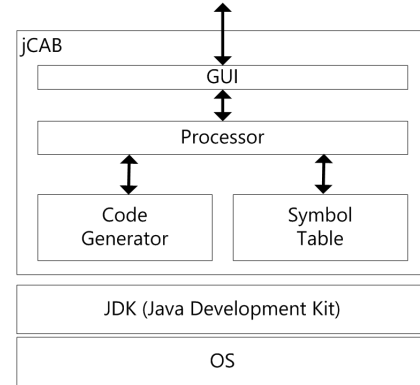 jCAB
GUI
Processor
Code
Generator
Symbol
Table
JDK (Java Development Kit)
OS